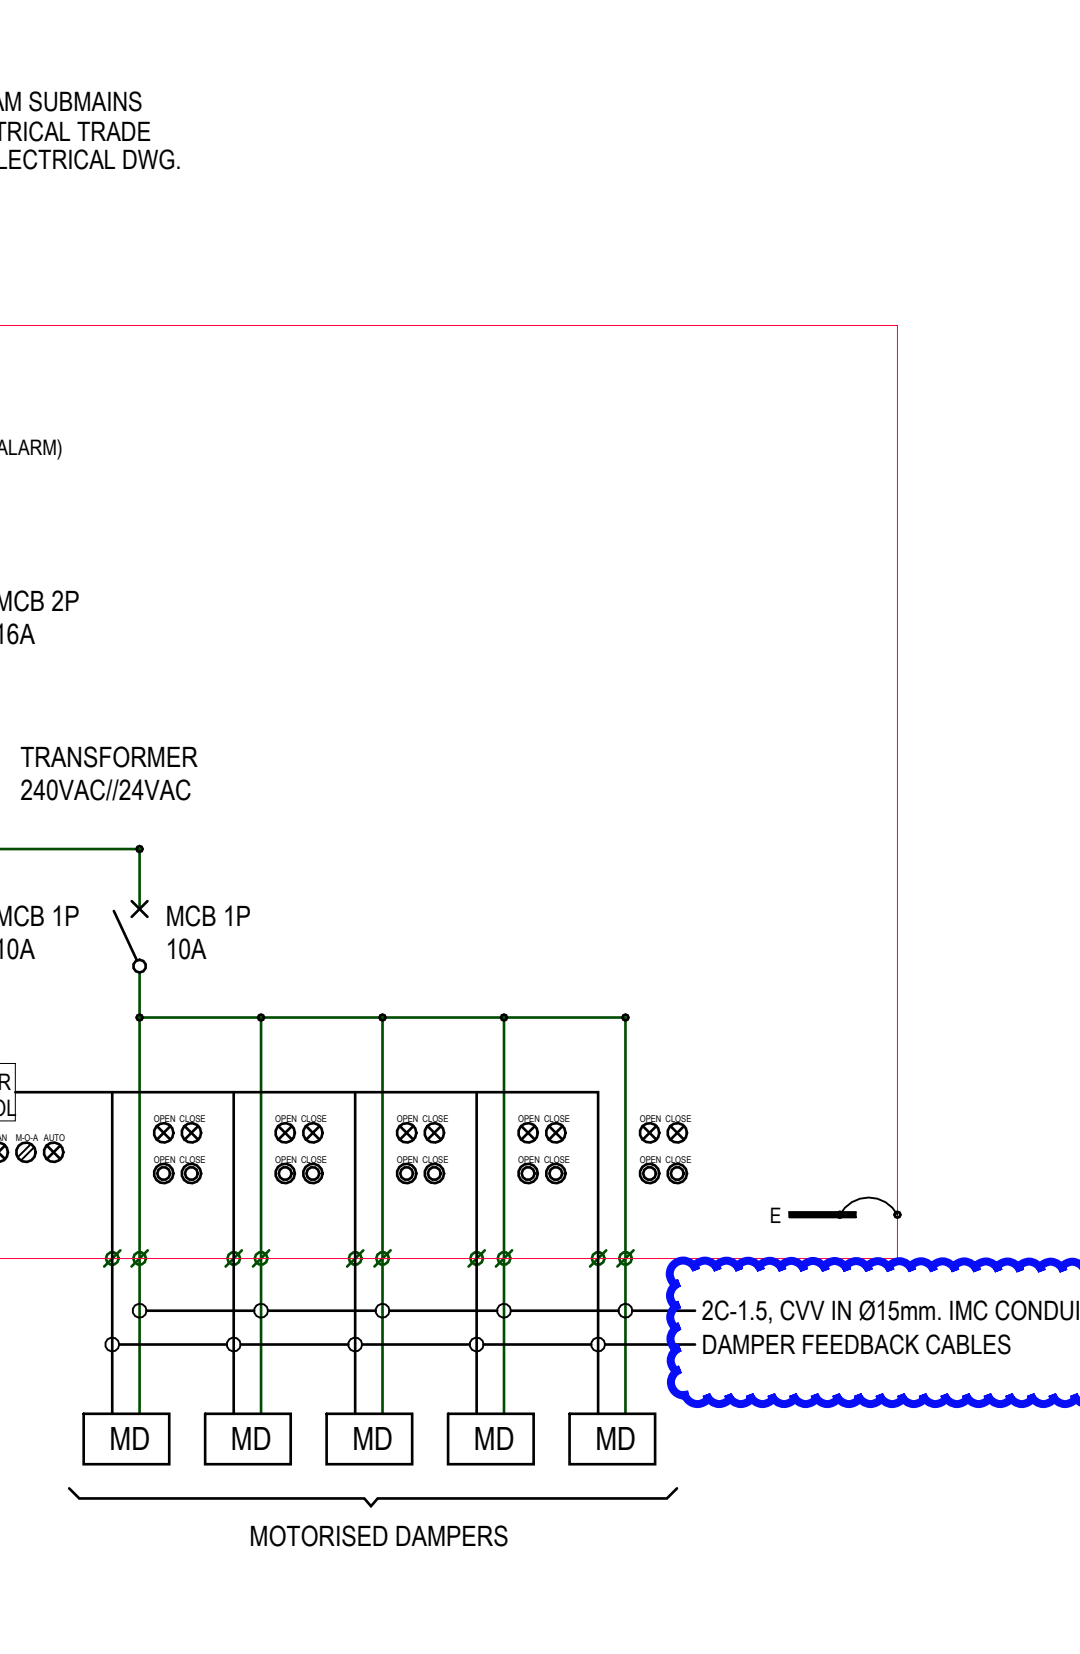 AM SUBMAINS
TRICAL TRADE
LECTRICAL DWG.
ALARM)
MCB 2P
16A
TRANSFORMER
240VAC//24VAC
MCB 1P
10A
MCB 1P
10A
R
OL
OPEN CLOSE OPEN CLOSE OPEN CLOSE OPEN CLOSE OPEN CLOSE
AN M-O-A AUTO
OPEN CLOSE OPEN CLOSE OPEN CLOSE OPEN CLOSE OPEN CLOSE
E
2C-1.5, CVV IN Ø15mm. IMC CONDUI
DAMPER FEEDBACK CABLES
MD MD MD MD MD
MOTORISED DAMPERS